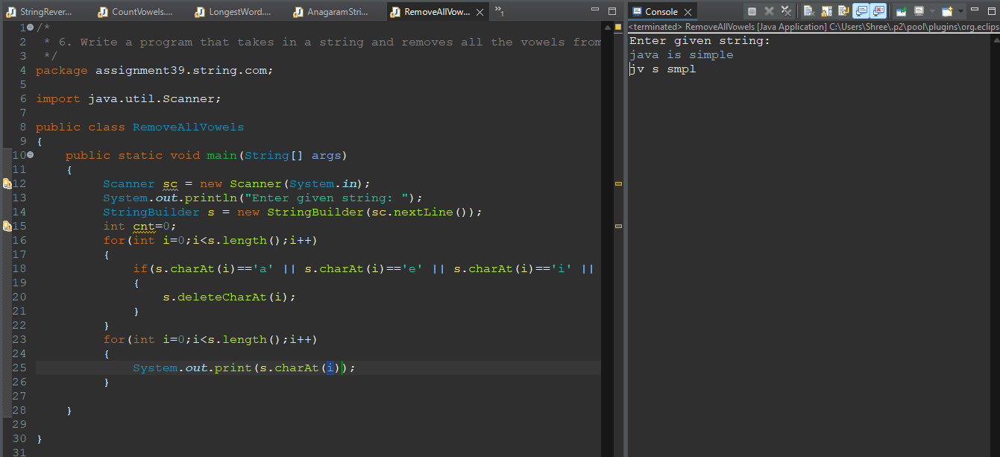 StringRever... CountVowels.... LongestWord.... AnagaramStri... RemoveAllVow... »1
1 /*
2  * 6. Write a program that takes in a string and removes all the vowels from
3  */
4 package assignment39.string.com;
5
6 import java.util.Scanner;
7
8 public class RemoveAllVowels
9 {
10     public static void main(String[] args)
11     {
12          Scanner sc = new Scanner(System.in);
13          System.out.println("Enter given string: ");
14          StringBuilder s = new StringBuilder(sc.nextLine());
15          int cnt=0;
16          for(int i=0;i<s.length();i++)
17          {
18              if(s.charAt(i)=='a' || s.charAt(i)=='e' || s.charAt(i)=='i' ||
19              {
20                  s.deleteCharAt(i);
21              }
22          }
23          for(int i=0;i<s.length();i++)
24          {
25              System.out.print(s.charAt(i));
26          }
27
28     }
29
30 }
31
Console
<terminated> RemoveAllVowels [Java Application] C:\Users\Shree\.p2\pool\plugins\org.eclips
Enter given string:
java is simple
jv s smpl